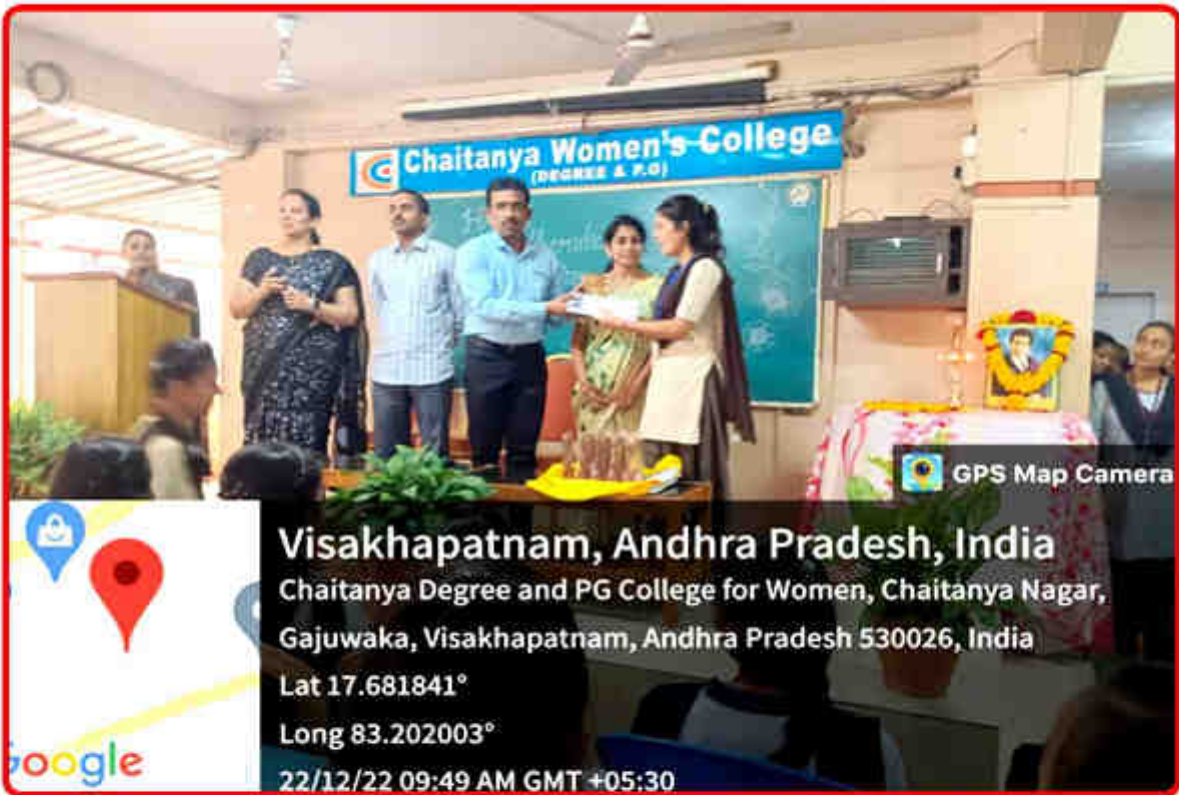 Chaitanya Women's College
(DEGREE & P.G)
GPS Map Camera
Visakhapatnam, Andhra Pradesh, India
Chaitanya Degree and PG College for Women, Chaitanya Nagar,
Gajuwaka, Visakhapatnam, Andhra Pradesh 530026, India
Lat 17.681841°
Long 83.202003°
22/12/22 09:49 AM GMT +05:30
Google